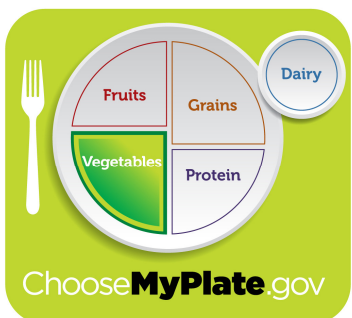 Fruits
Grains
Dairy
Vegetables
Protein
ChooseMyPlate.gov